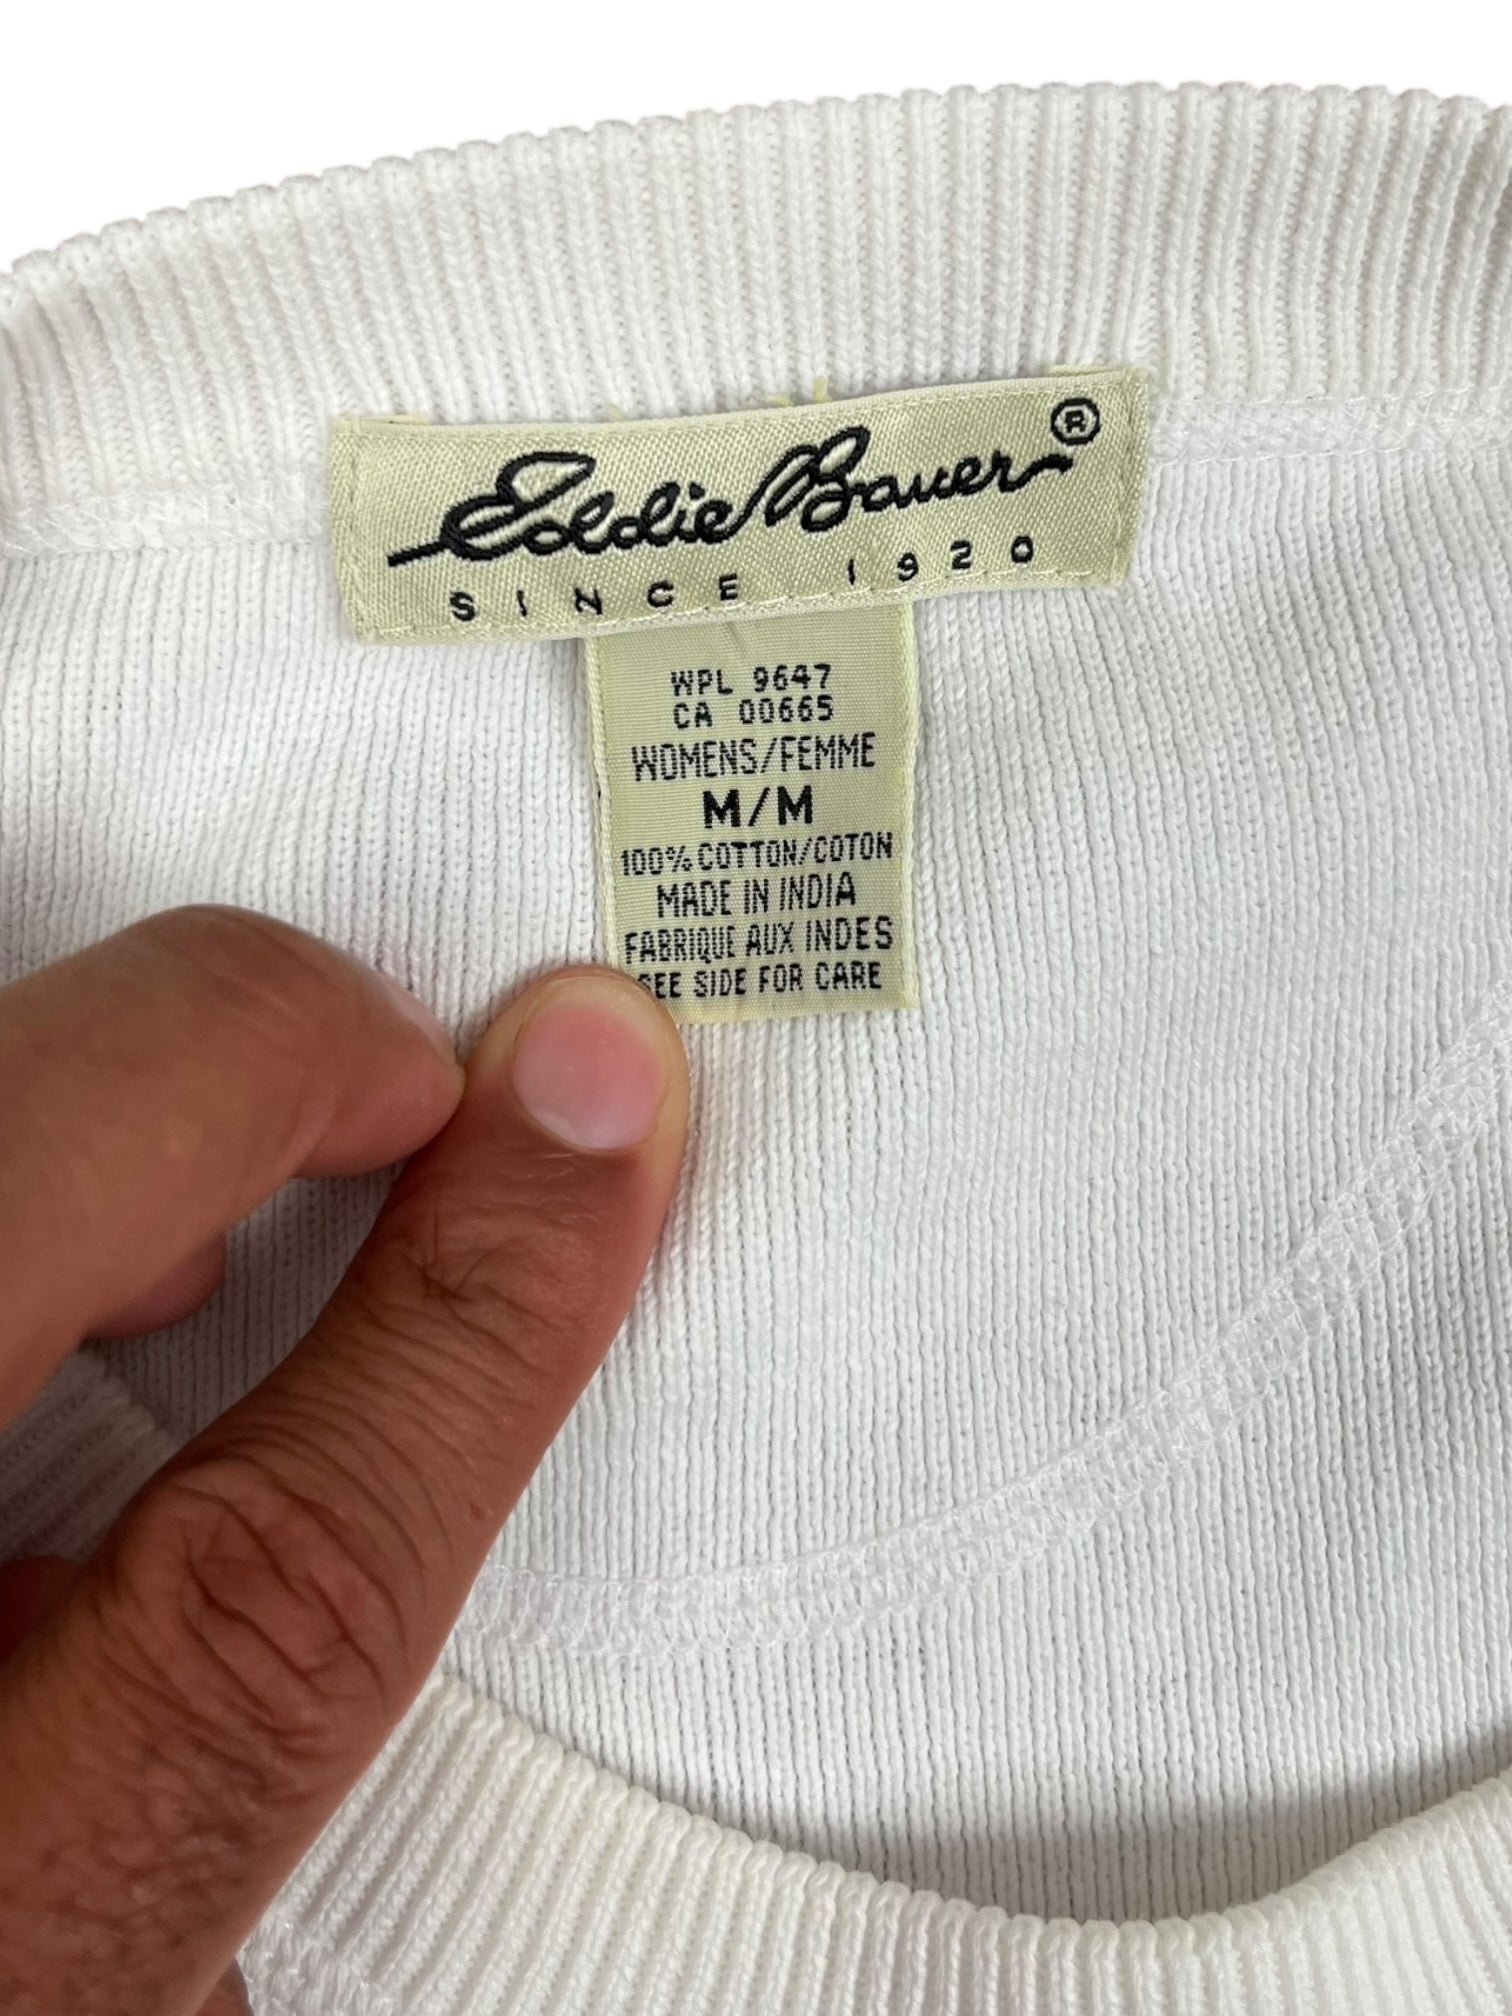 Eddie Bauer ®
SINCE 1920
WPL 9647
CA 00665
WOMENS/FEMME
M/M
100% COTTON/COTON
MADE IN INDIA
FABRIQUE AUX INDES
SEE SIDE FOR CARE